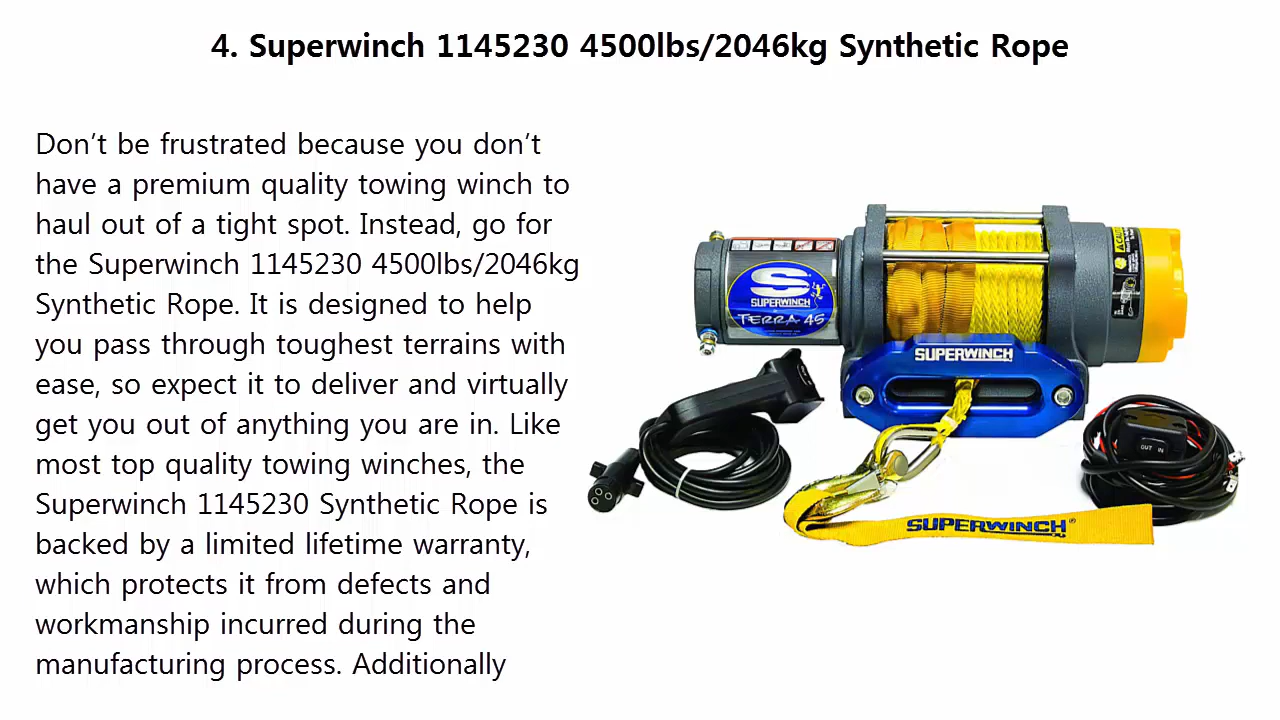 4. Superwinch 1145230 4500lbs/2046kg Synthetic Rope
Don’t be frustrated because you don’t
have a premium quality towing winch to
haul out of a tight spot. Instead, go for
the Superwinch 1145230 4500lbs/2046kg
Synthetic Rope. It is designed to help
you pass through toughest terrains with
ease, so expect it to deliver and virtually
get you out of anything you are in. Like
most top quality towing winches, the
Superwinch 1145230 Synthetic Rope is
backed by a limited lifetime warranty,
which protects it from defects and
workmanship incurred during the
manufacturing process. Additionally
S
SUPERWINCH
TERRA 45
SUPERWINCH
OUT IN
SUPERWINCH®